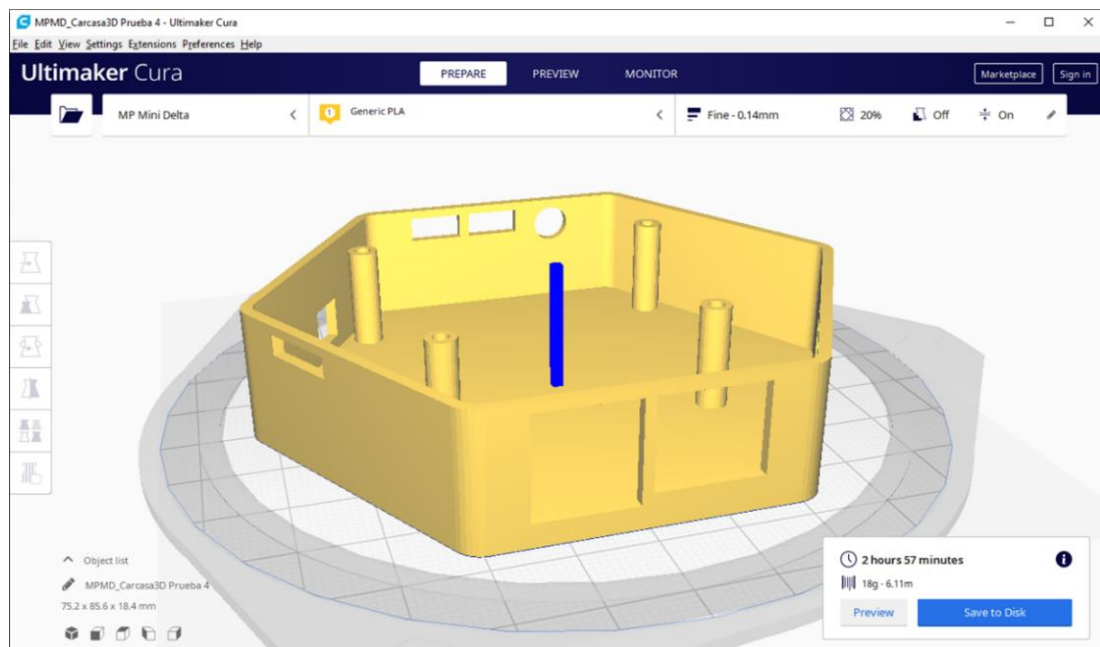 MPMD_Carcasa3D Prueba 4 - Ultimaker Cura
File Edit View Settings Extensions Preferences Help
Ultimaker Cura PREPARE PREVIEW MONITOR Marketplace Sign in
MP Mini Delta 1 Generic PLA Fine - 0.14mm 20% Off On
Object list
MPMD_Carcasa3D Prueba 4
75.2 x 85.6 x 18.4 mm
2 hours 57 minutes
18g - 6.11m
Preview Save to Disk